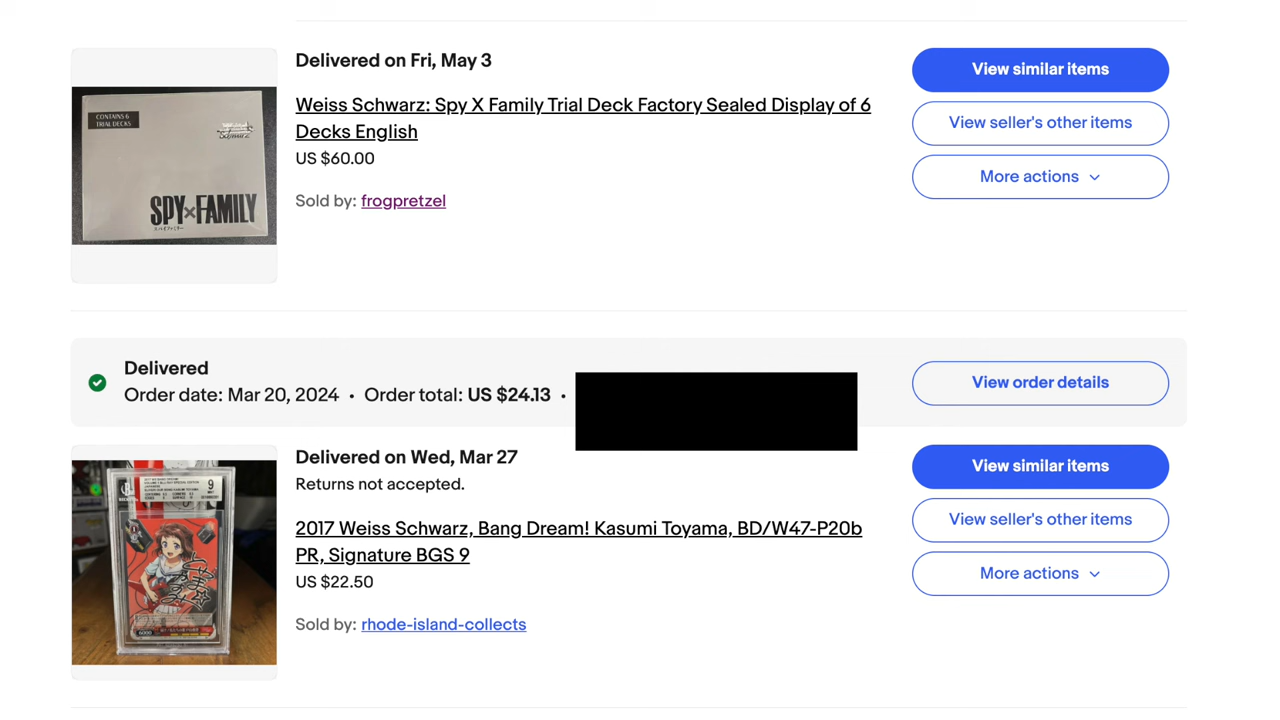 Delivered on Fri, May 3
View similar items
CONTAINS 6
TRIAL DECKS
Weiss Schwarz: Spy X Family Trial Deck Factory Sealed Display of 6
Decks English
View seller's other items
US $60.00
More actions
SPY×FAMILY
Sold by: frogpretzel
Delivered
Order date: Mar 20, 2024 • Order total: US $24.13 •
View order details
Delivered on Wed, Mar 27
View similar items
Returns not accepted.
9
2017 Weiss Schwarz, Bang Dream! Kasumi Toyama, BD/W47-P20b
PR, Signature BGS 9
View seller's other items
US $22.50
More actions
Sold by: rhode-island-collects